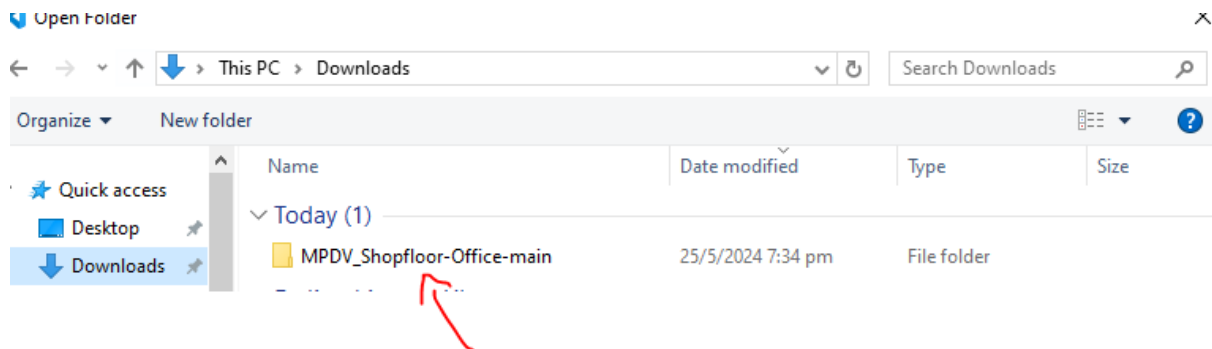 Open Folder
This PC > Downloads
Search Downloads
Organize
New folder
Name
Date modified
Type
Size
Quick access
Today (1)
Desktop
MPDV_Shopfloor-Office-main
25/5/2024 7:34 pm
File folder
Downloads